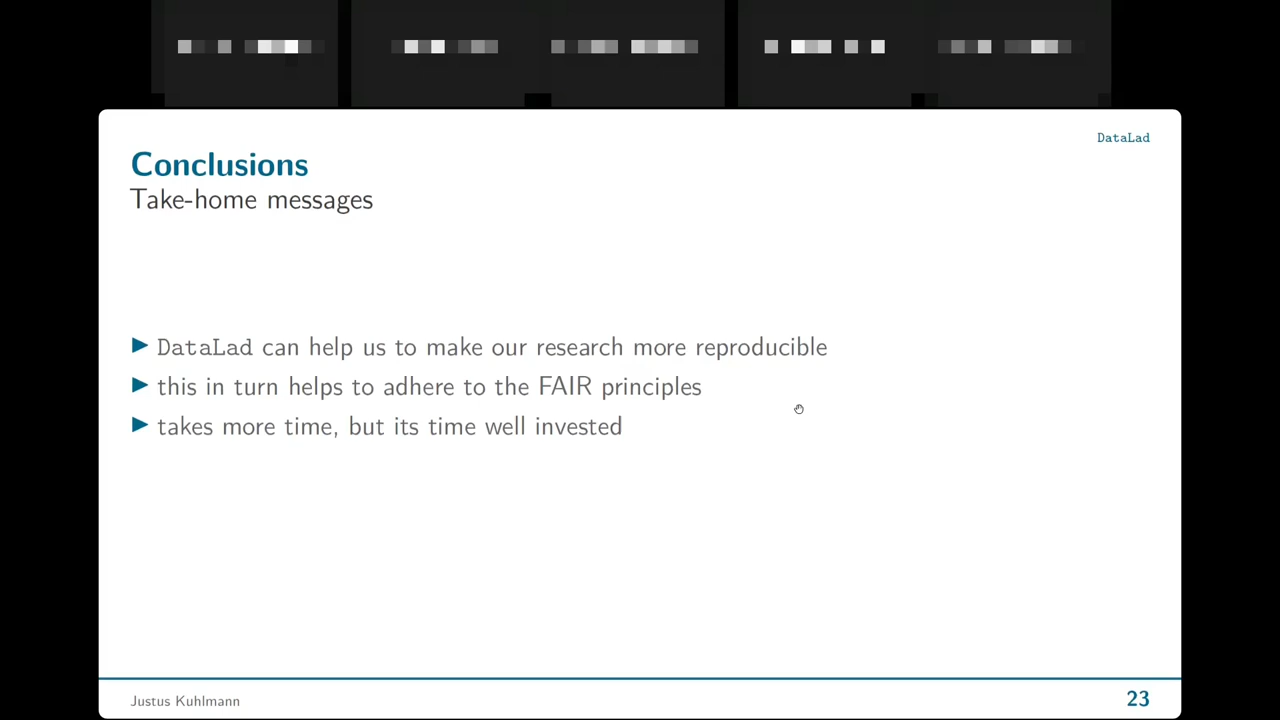 DataLad
Conclusions
Take-home messages
DataLad can help us to make our research more reproducible
this in turn helps to adhere to the FAIR principles
takes more time, but its time well invested
Justus Kuhlmann
23